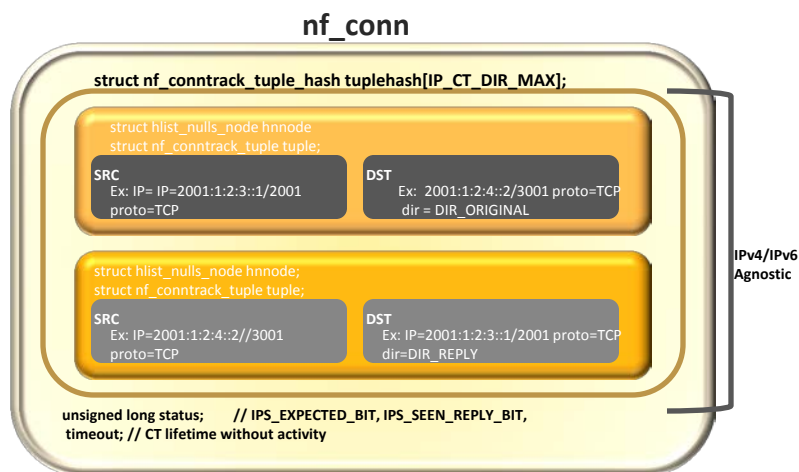 nf_conn
struct nf_conntrack_tuple_hash tuplehash[IP_CT_DIR_MAX];
struct hlist_nulls_node hnnode
struct nf_conntrack_tuple tuple;
SRC
Ex: IP= IP=2001:1:2:3::1/2001
proto=TCP
DST
Ex: 2001:1:2:4::2/3001 proto=TCP
dir = DIR_ORIGINAL
struct hlist_nulls_node hnnode;
struct nf_conntrack_tuple tuple;
SRC
Ex: IP=2001:1:2:4::2//3001
proto=TCP
DST
Ex: IP=2001:1:2:3::1/2001 proto=TCP
dir=DIR_REPLY
IPv4/IPv6
Agnostic
unsigned long status; // IPS_EXPECTED_BIT, IPS_SEEN_REPLY_BIT,
timeout; // CT lifetime without activity